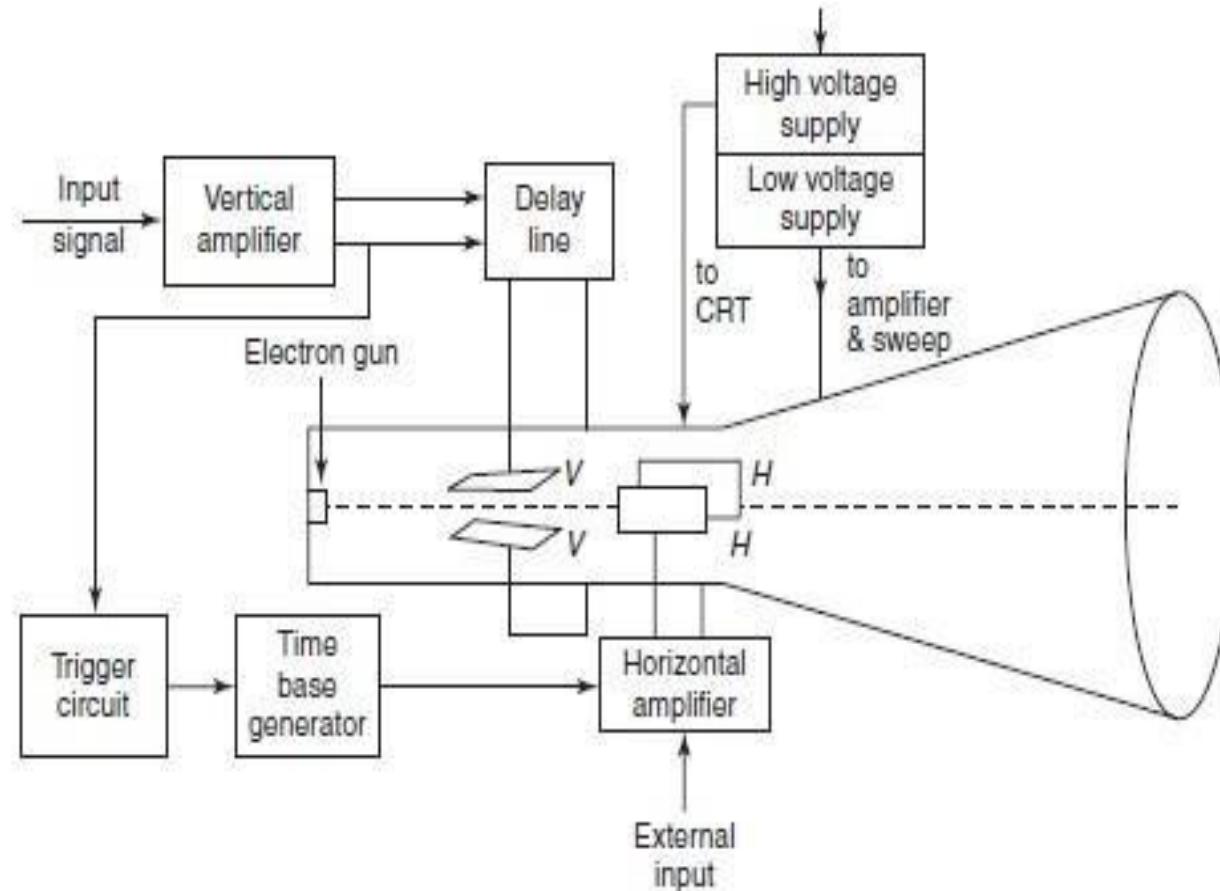 High voltage
supply
Low voltage
supply
Input
signal
Vertical
amplifier
Delay
line
to
CRT
to
amplifier
& sweep
Electron gun
V
H
V
H
Trigger
circuit
Time
base
generator
Horizontal
amplifier
External
input